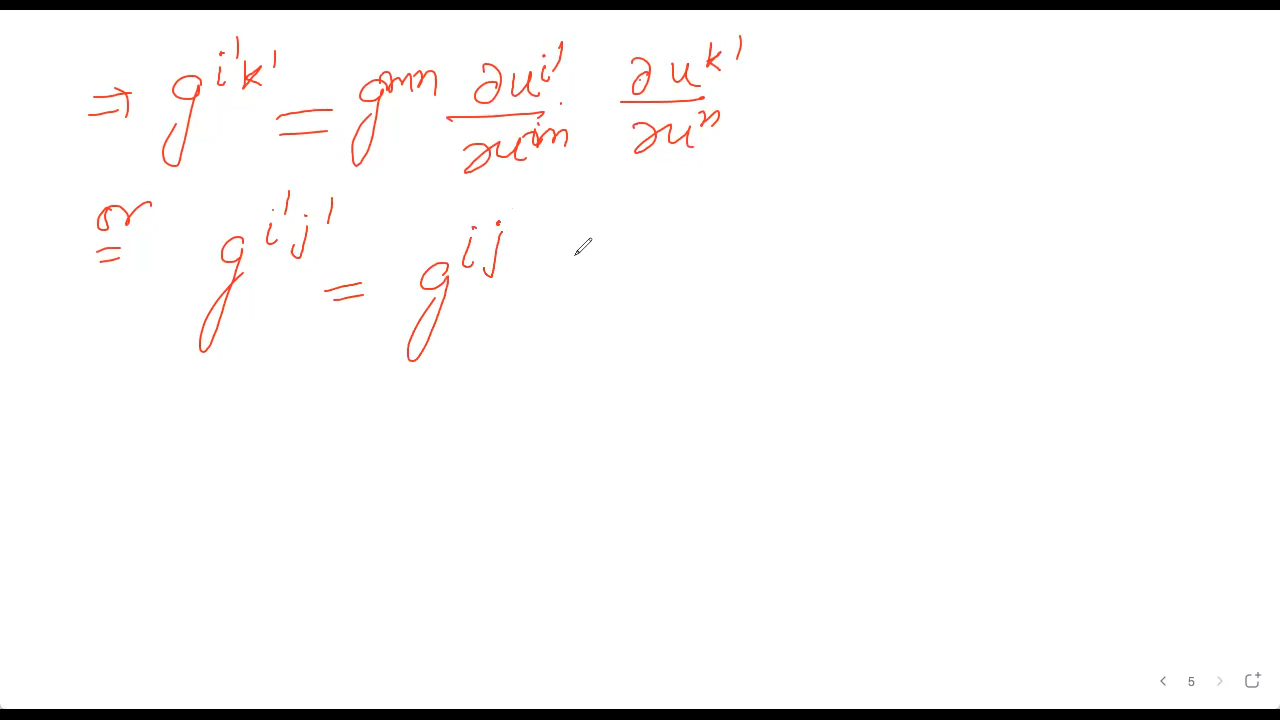 ⇒ g^{i'k'} = g^{mn} ∂u^{i'}/∂u^{m} ∂u^{k'}/∂u^{n}
or = g^{i'j'} = g^{ij}
5